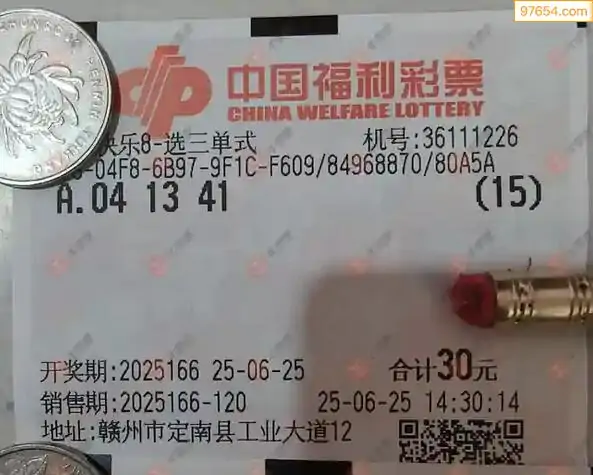 97654.com
中国福利彩票
CHINA WELFARE LOTTERY
快乐8-选三单式 机号:36111226
-04F8-6B97-9F1C-F609/84968870/80A5A
A.04 13 41 (15)
开奖期:2025166 25-06-25 合计30元
销售期:2025166-120 25-06-25 14:30:14
地址:赣州市定南县工业大道12